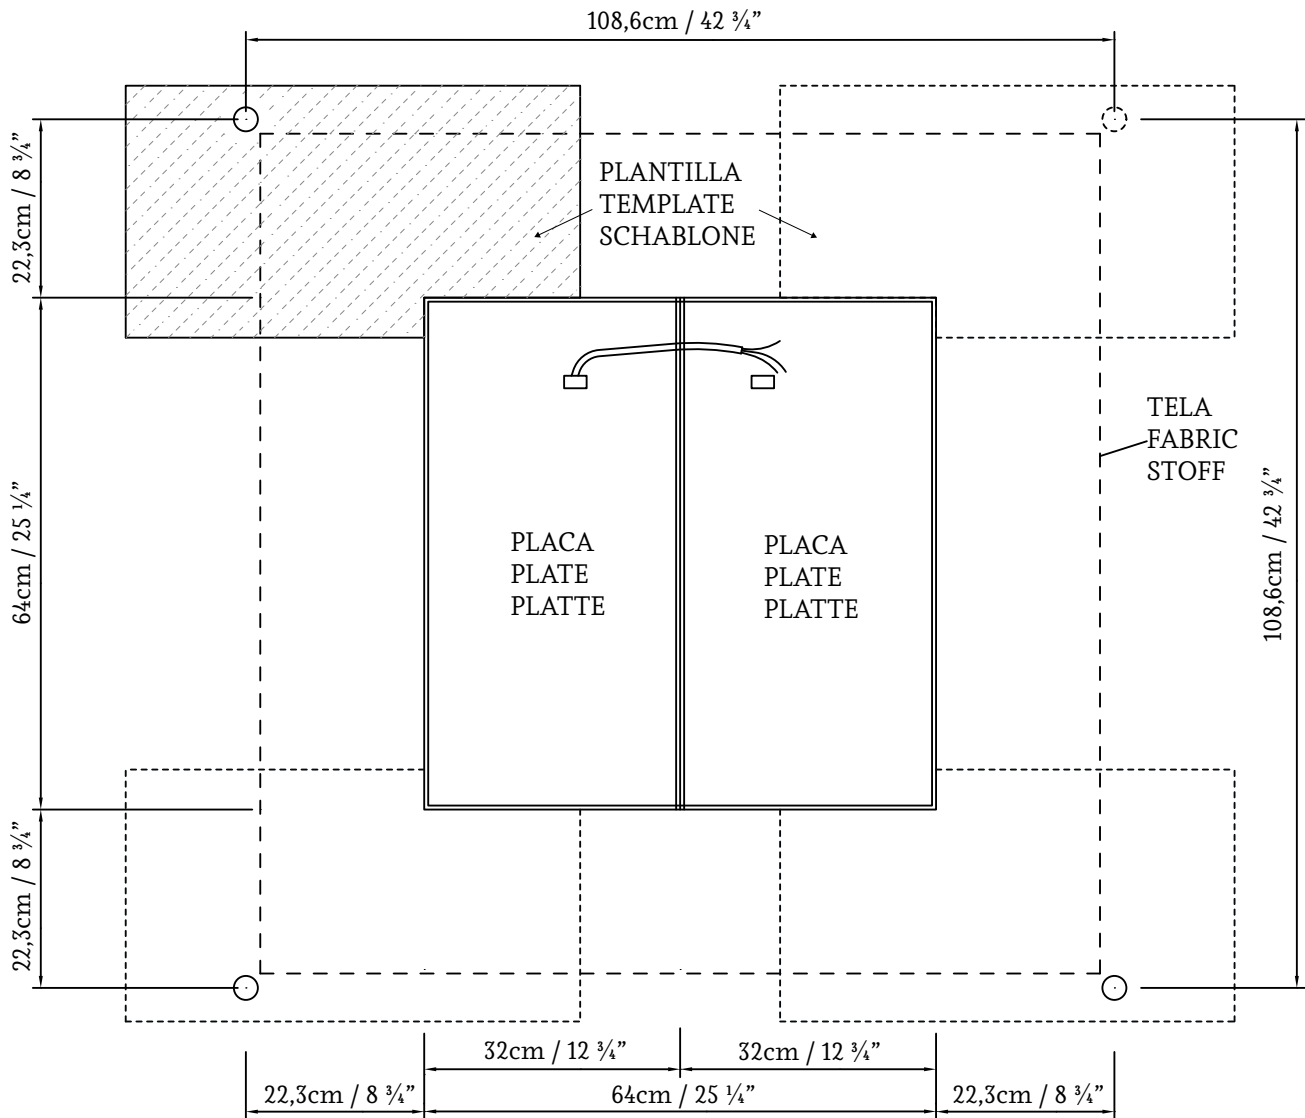 108,6cm / 42 ¾”
22,3cm / 8 ¾”
PLANTILLA
TEMPLATE
SCHABLONE
TELA
FABRIC
STOFF
64cm / 25 ¼”
108,6cm / 42 ¾”
PLACA
PLATE
PLATTE
PLACA
PLATE
PLATTE
22,3cm / 8 ¾”
32cm / 12 ¾”
32cm / 12 ¾”
22,3cm / 8 ¾”
64cm / 25 ¼”
22,3cm / 8 ¾”